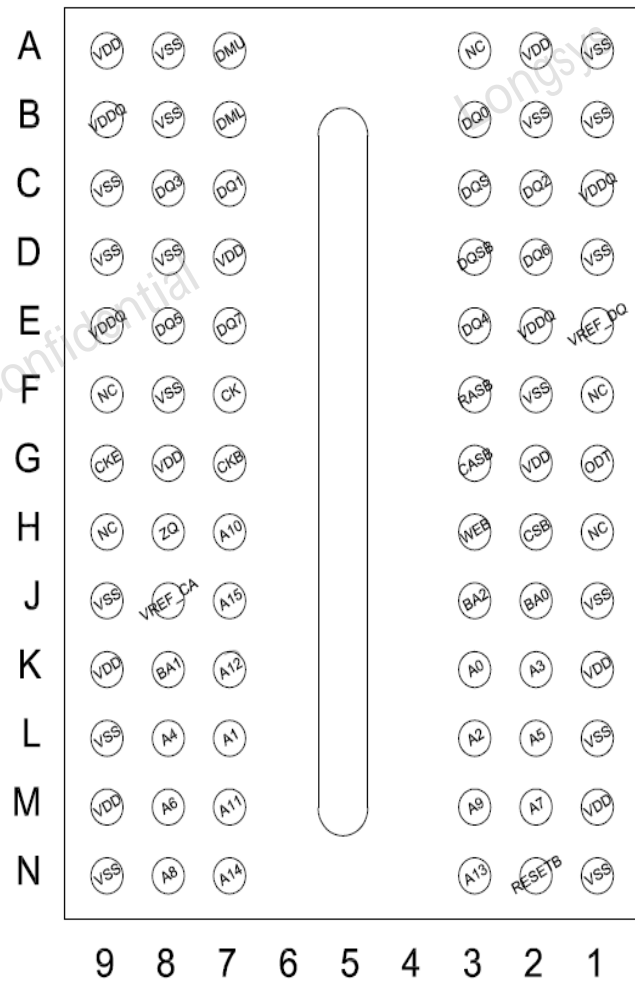 A VDD VSS DMU NC VDD VSS
Longsys
B VDDQ VSS DML DQ0 VSS VSS
C VSS DQ3 DQ1 DQS DQ2 VDDQ
D VSS VSS VDD DQSB DQ6 VSS
Confidential
E VDDQ DQ5 DQ7 DQ4 VDDQ VREF_DQ
F NC VSS CK RASB VSS NC
G CKE VDD CKB CASB VDD ODT
H NC ZQ A10 WEB CSB NC
J VSS VREF_CA A15 BA2 BA0 VSS
K VDD BA1 A12 A0 A3 VDD
L VSS A4 A1 A2 A5 VSS
M VDD A6 A11 A9 A7 VDD
N VSS A8 A14 A13 RESETB VSS
9 8 7 6 5 4 3 2 1